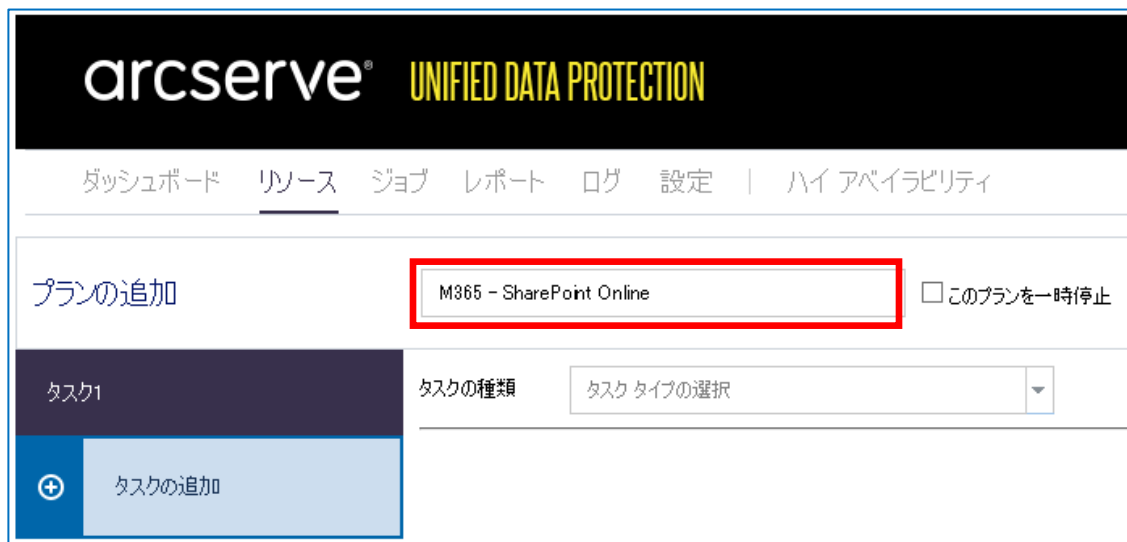 arcserve® UNIFIED DATA PROTECTION
ダッシュボード リソース ジョブ レポート ログ 設定 | ハイ アベイラビリティ
プランの追加 M365 - SharePoint Online このプランを一時停止
タスク1 タスクの種類 タスク タイプの選択
タスクの追加